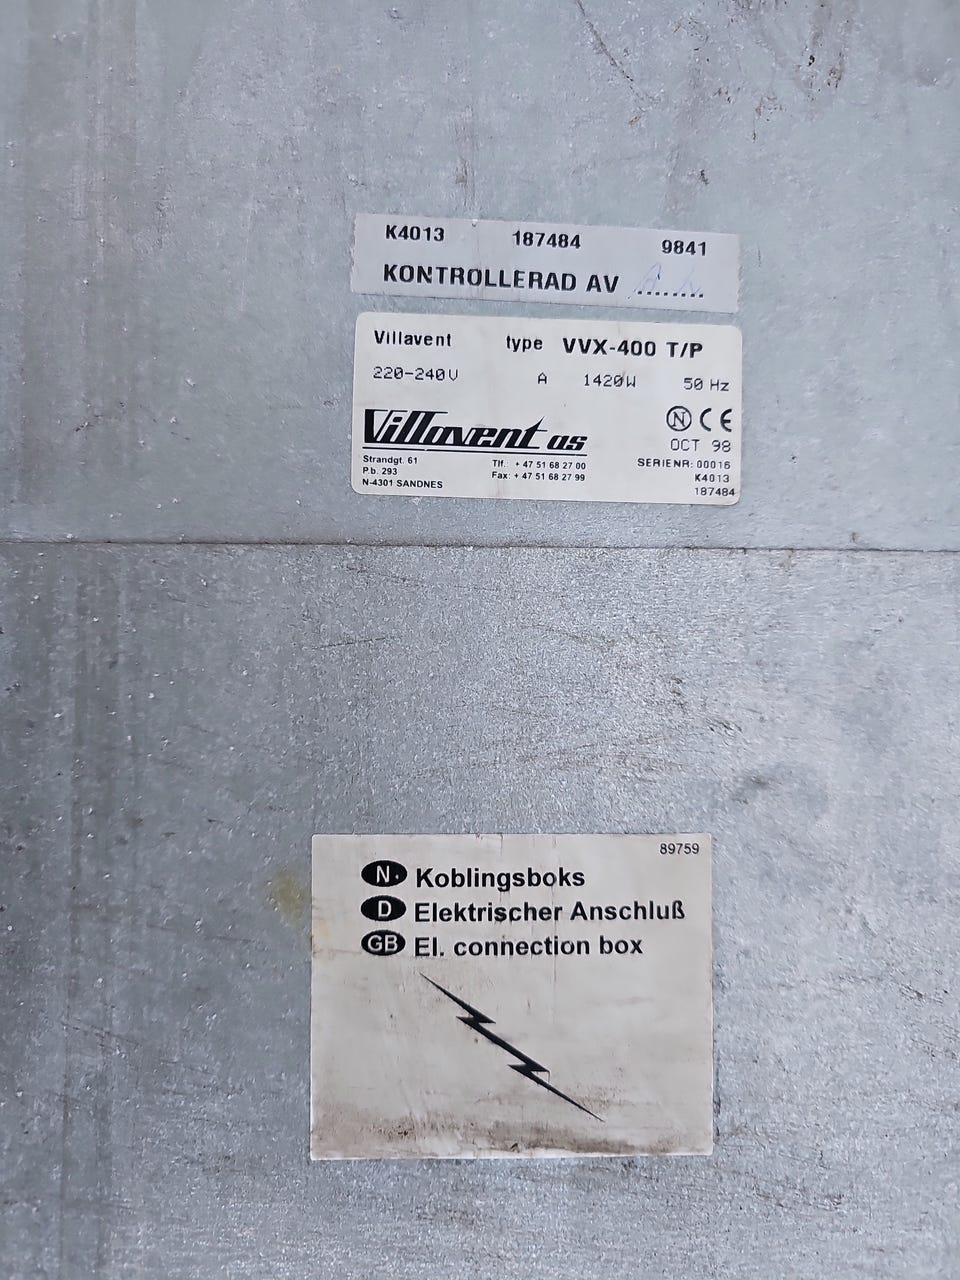 K4013 187484 9841
KONTROLLERAD AV ........
Villavent type VVX-400 T/P
220-240V A 1420W 50 Hz
Villavent as
N CE
OCT 98
Strandgt. 61
P.b. 293
N-4301 SANDNES
Tlf.: + 47 51 68 27 00
Fax: + 47 51 68 27 99
SERIENR: 00016
K4013
187484
89759
N. Koblingsboks
D Elektrischer Anschluß
GB El. connection box